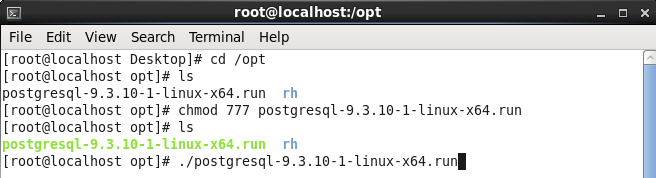 root@localhost:/opt
File Edit View Search Terminal Help
[root@localhost Desktop]# cd /opt
[root@localhost opt]# ls
postgresql-9.3.10-1-linux-x64.run  rh
[root@localhost opt]# chmod 777 postgresql-9.3.10-1-linux-x64.run
[root@localhost opt]# ls
postgresql-9.3.10-1-linux-x64.run  rh
[root@localhost opt]# ./postgresql-9.3.10-1-linux-x64.run